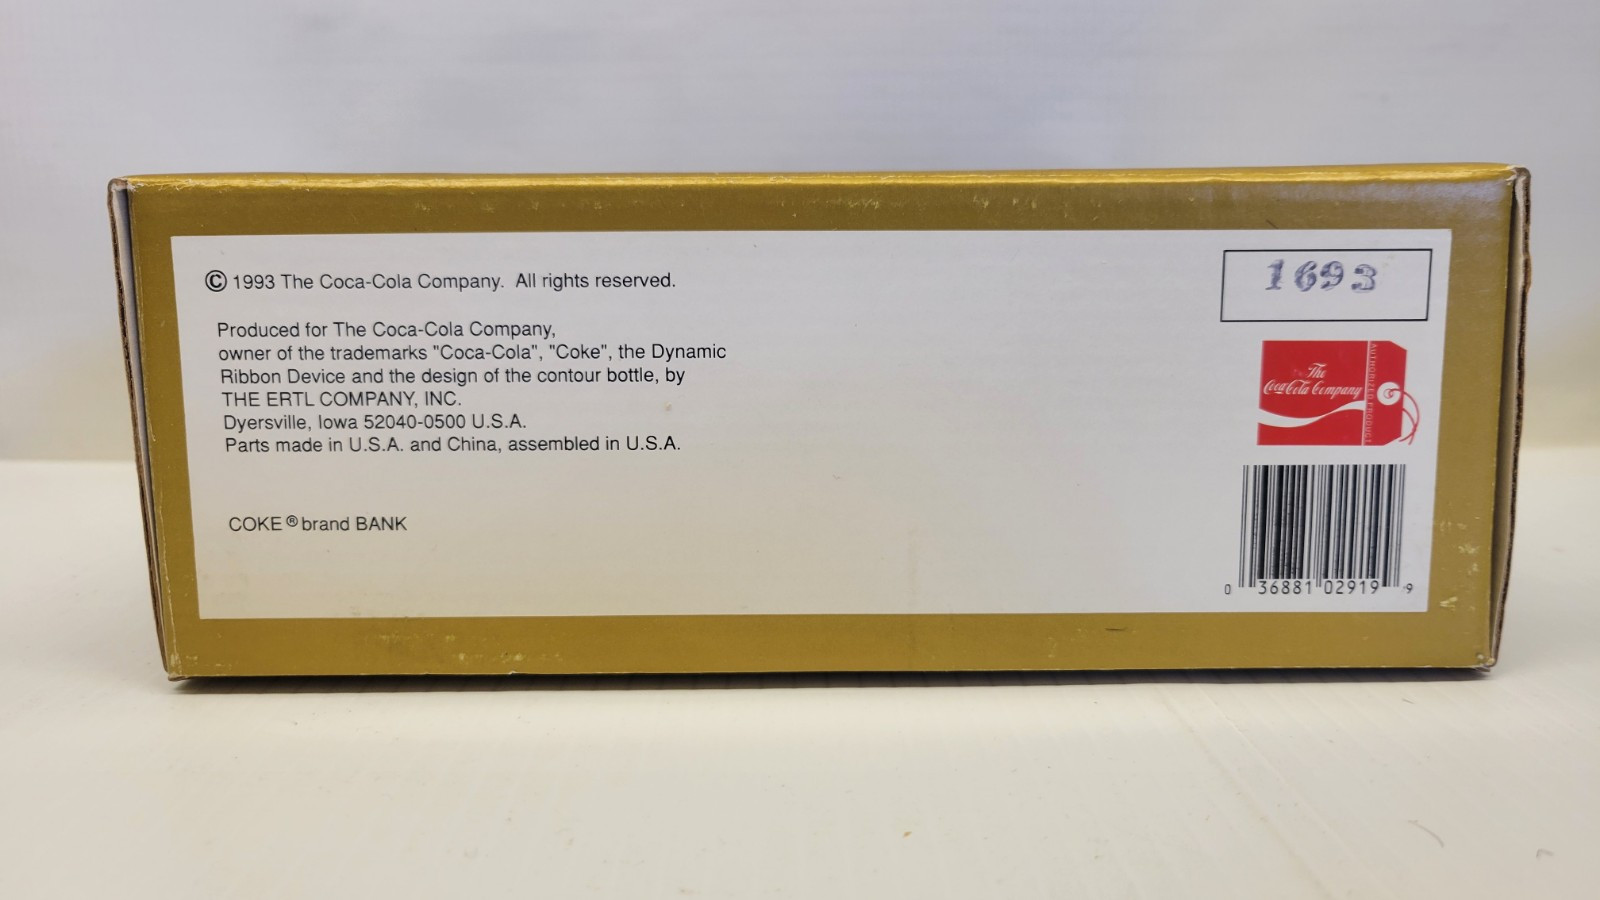 © 1993 The Coca-Cola Company. All rights reserved.
Produced for The Coca-Cola Company,
owner of the trademarks "Coca-Cola", "Coke", the Dynamic
Ribbon Device and the design of the contour bottle, by
THE ERTL COMPANY, INC.
Dyersville, Iowa 52040-0500 U.S.A.
Parts made in U.S.A. and China, assembled in U.S.A.
COKE ® brand BANK
1693
The
Coca-Cola Company
AUTHORIZED PRODUCT
0 36881 02919 9